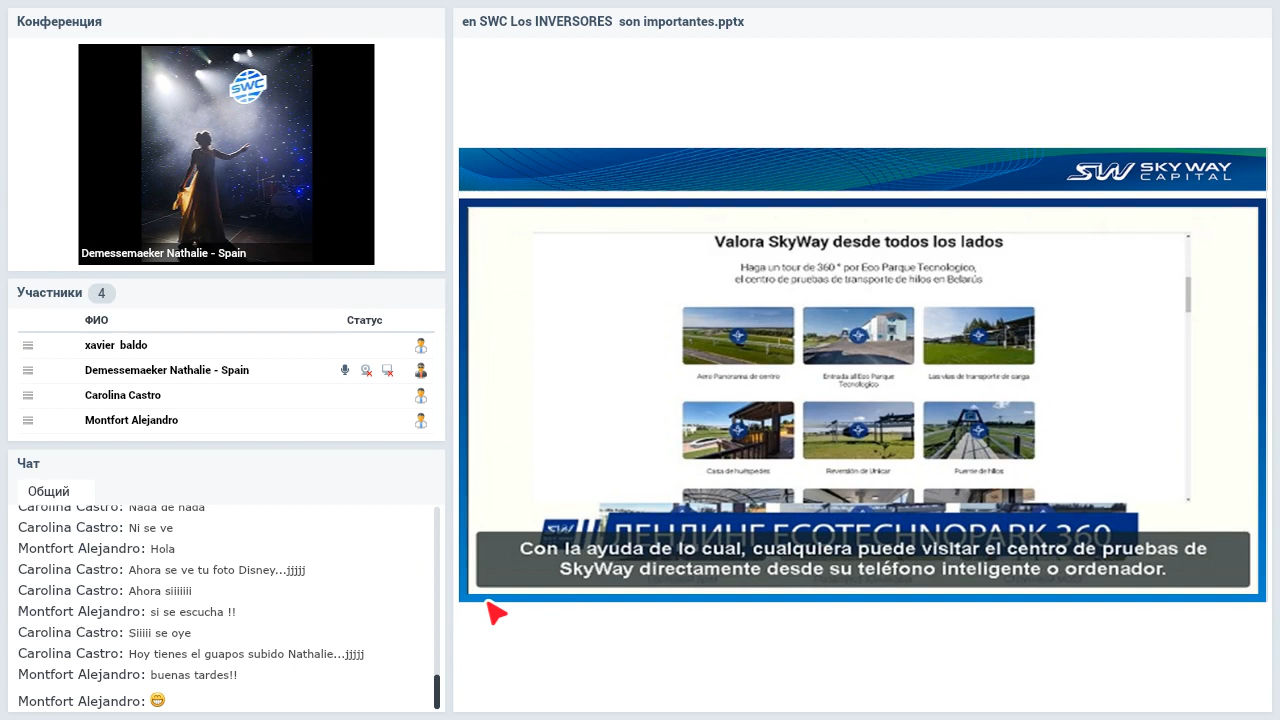 Конференция
SWC
Demessemaeker Nathalie - Spain
Участники 4
ФИО Статус
xavier baldo
Demessemaeker Nathalie - Spain
Carolina Castro
Montfort Alejandro
Чат
Общий
Carolina Castro: Nada de nada
Carolina Castro: Ni se ve
Montfort Alejandro: Hola
Carolina Castro: Ahora se ve tu foto Disney...jjjjj
Carolina Castro: Ahora siiiiiii
Montfort Alejandro: si se escucha !!
Carolina Castro: Siiiii se oye
Carolina Castro: Hoy tienes el guapos subido Nathalie...jjjjj
Montfort Alejandro: buenas tardes!!
Montfort Alejandro:
en SWC Los INVERSORES son importantes.pptx
SW SKY WAY
CAPITAL
Valora SkyWay desde todos los lados
Haga un tour de 360 ° por Eco Parque Tecnologico,
el centro de pruebas de transporte de hilos en Belarús
Aero Panorama de centro
Entrada al Eco Parque
Tecnologico
Las vías de transporte de carga
Casa de huéspedes
Reversión de Unicar
Puente de hilos
SW ЛЕНДИНГ ECOTECHNOPARK 360
Con la ayuda de lo cual, cualquiera puede visitar el centro de pruebas de
SkyWay directamente desde su teléfono inteligente o ordenador.